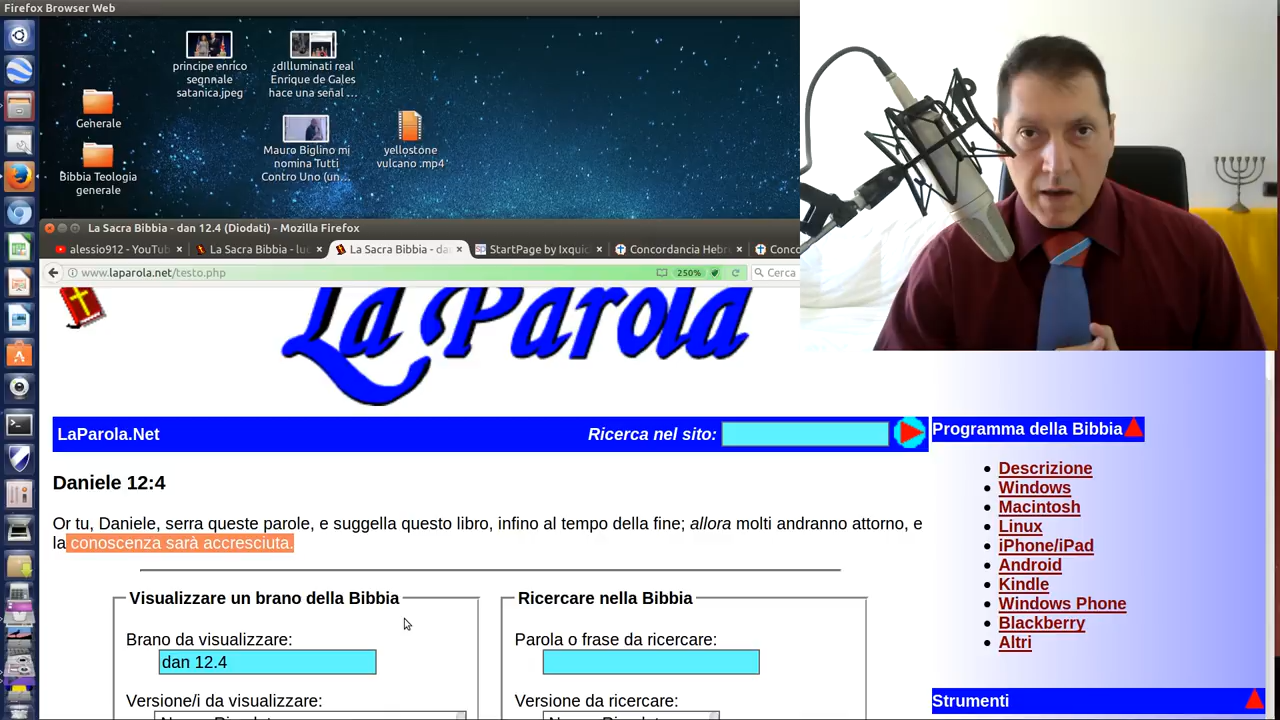 Firefox Browser Web
principe enrico
segnnale
satanica.jpeg
¿dIlluminati real
Enrique de Gales
hace una señal ...
Generale
Bibbia Teologia
generale
Mauro Biglino mi
nomina Tutti
Contro Uno (un...
yellostone
vulcano .mp4
La Sacra Bibbia - dan 12.4 (Diodati) - Mozilla Firefox
alessio912 - YouTub
La Sacra Bibbia - luc
La Sacra Bibbia - da
StartPage by Ixquic
Concordancia Hebr
Conco
www.laparola.net/testo.php
250%
Cerca
La Parola
LaParola.Net
Ricerca nel sito:
Programma della Bibbia
Descrizione
Windows
Macintosh
Linux
iPhone/iPad
Android
Kindle
Windows Phone
Blackberry
Altri
Strumenti
Daniele 12:4
Or tu, Daniele, serra queste parole, e suggella questo libro, infino al tempo della fine; allora molti andranno attorno, e
la conoscenza sarà accresciuta.
Visualizzare un brano della Bibbia
Brano da visualizzare:
dan 12.4
Versione/i da visualizzare:
Ricercare nella Bibbia
Parola o frase da ricercare:
Versione da ricercare: